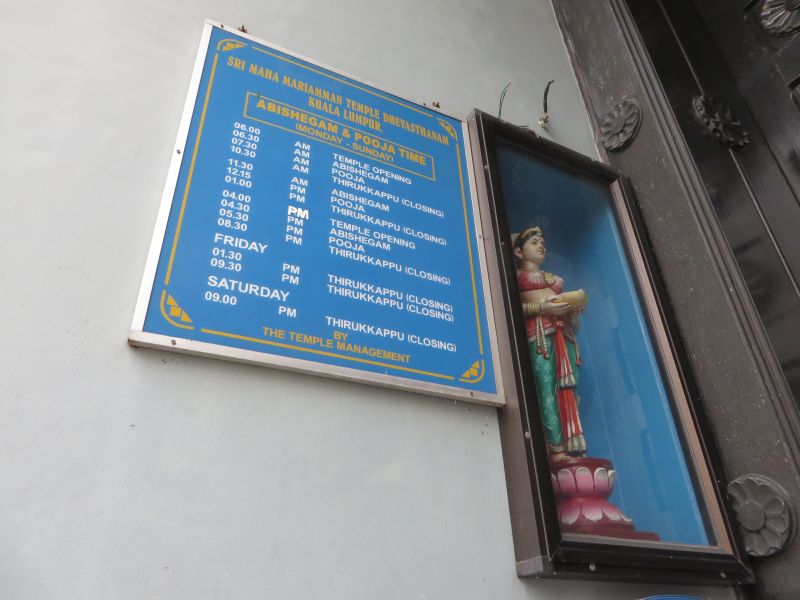 SRI MAHA MARIAMMAN TEMPLE DHEVASTHANAM
KUALA LUMPUR.
ABISHEGAM & POOJA TIME
(MONDAY - SUNDAY)
06.00 AM TEMPLE OPENING
06.30 AM ABISHEGAM
07.30 AM POOJA
10.30 AM THIRUKKAPPU (CLOSING)
11.30 AM ABISHEGAM
12.15 PM POOJA
01.00 PM THIRUKKAPPU (CLOSING)
04.00 PM TEMPLE OPENING
04.30 PM ABISHEGAM
05.30 PM POOJA
08.30 PM THIRUKKAPPU (CLOSING)
FRIDAY
01.30 PM THIRUKKAPPU (CLOSING)
09.30 PM THIRUKKAPPU (CLOSING)
SATURDAY
09.00 PM THIRUKKAPPU (CLOSING)
BY
THE TEMPLE MANAGEMENT